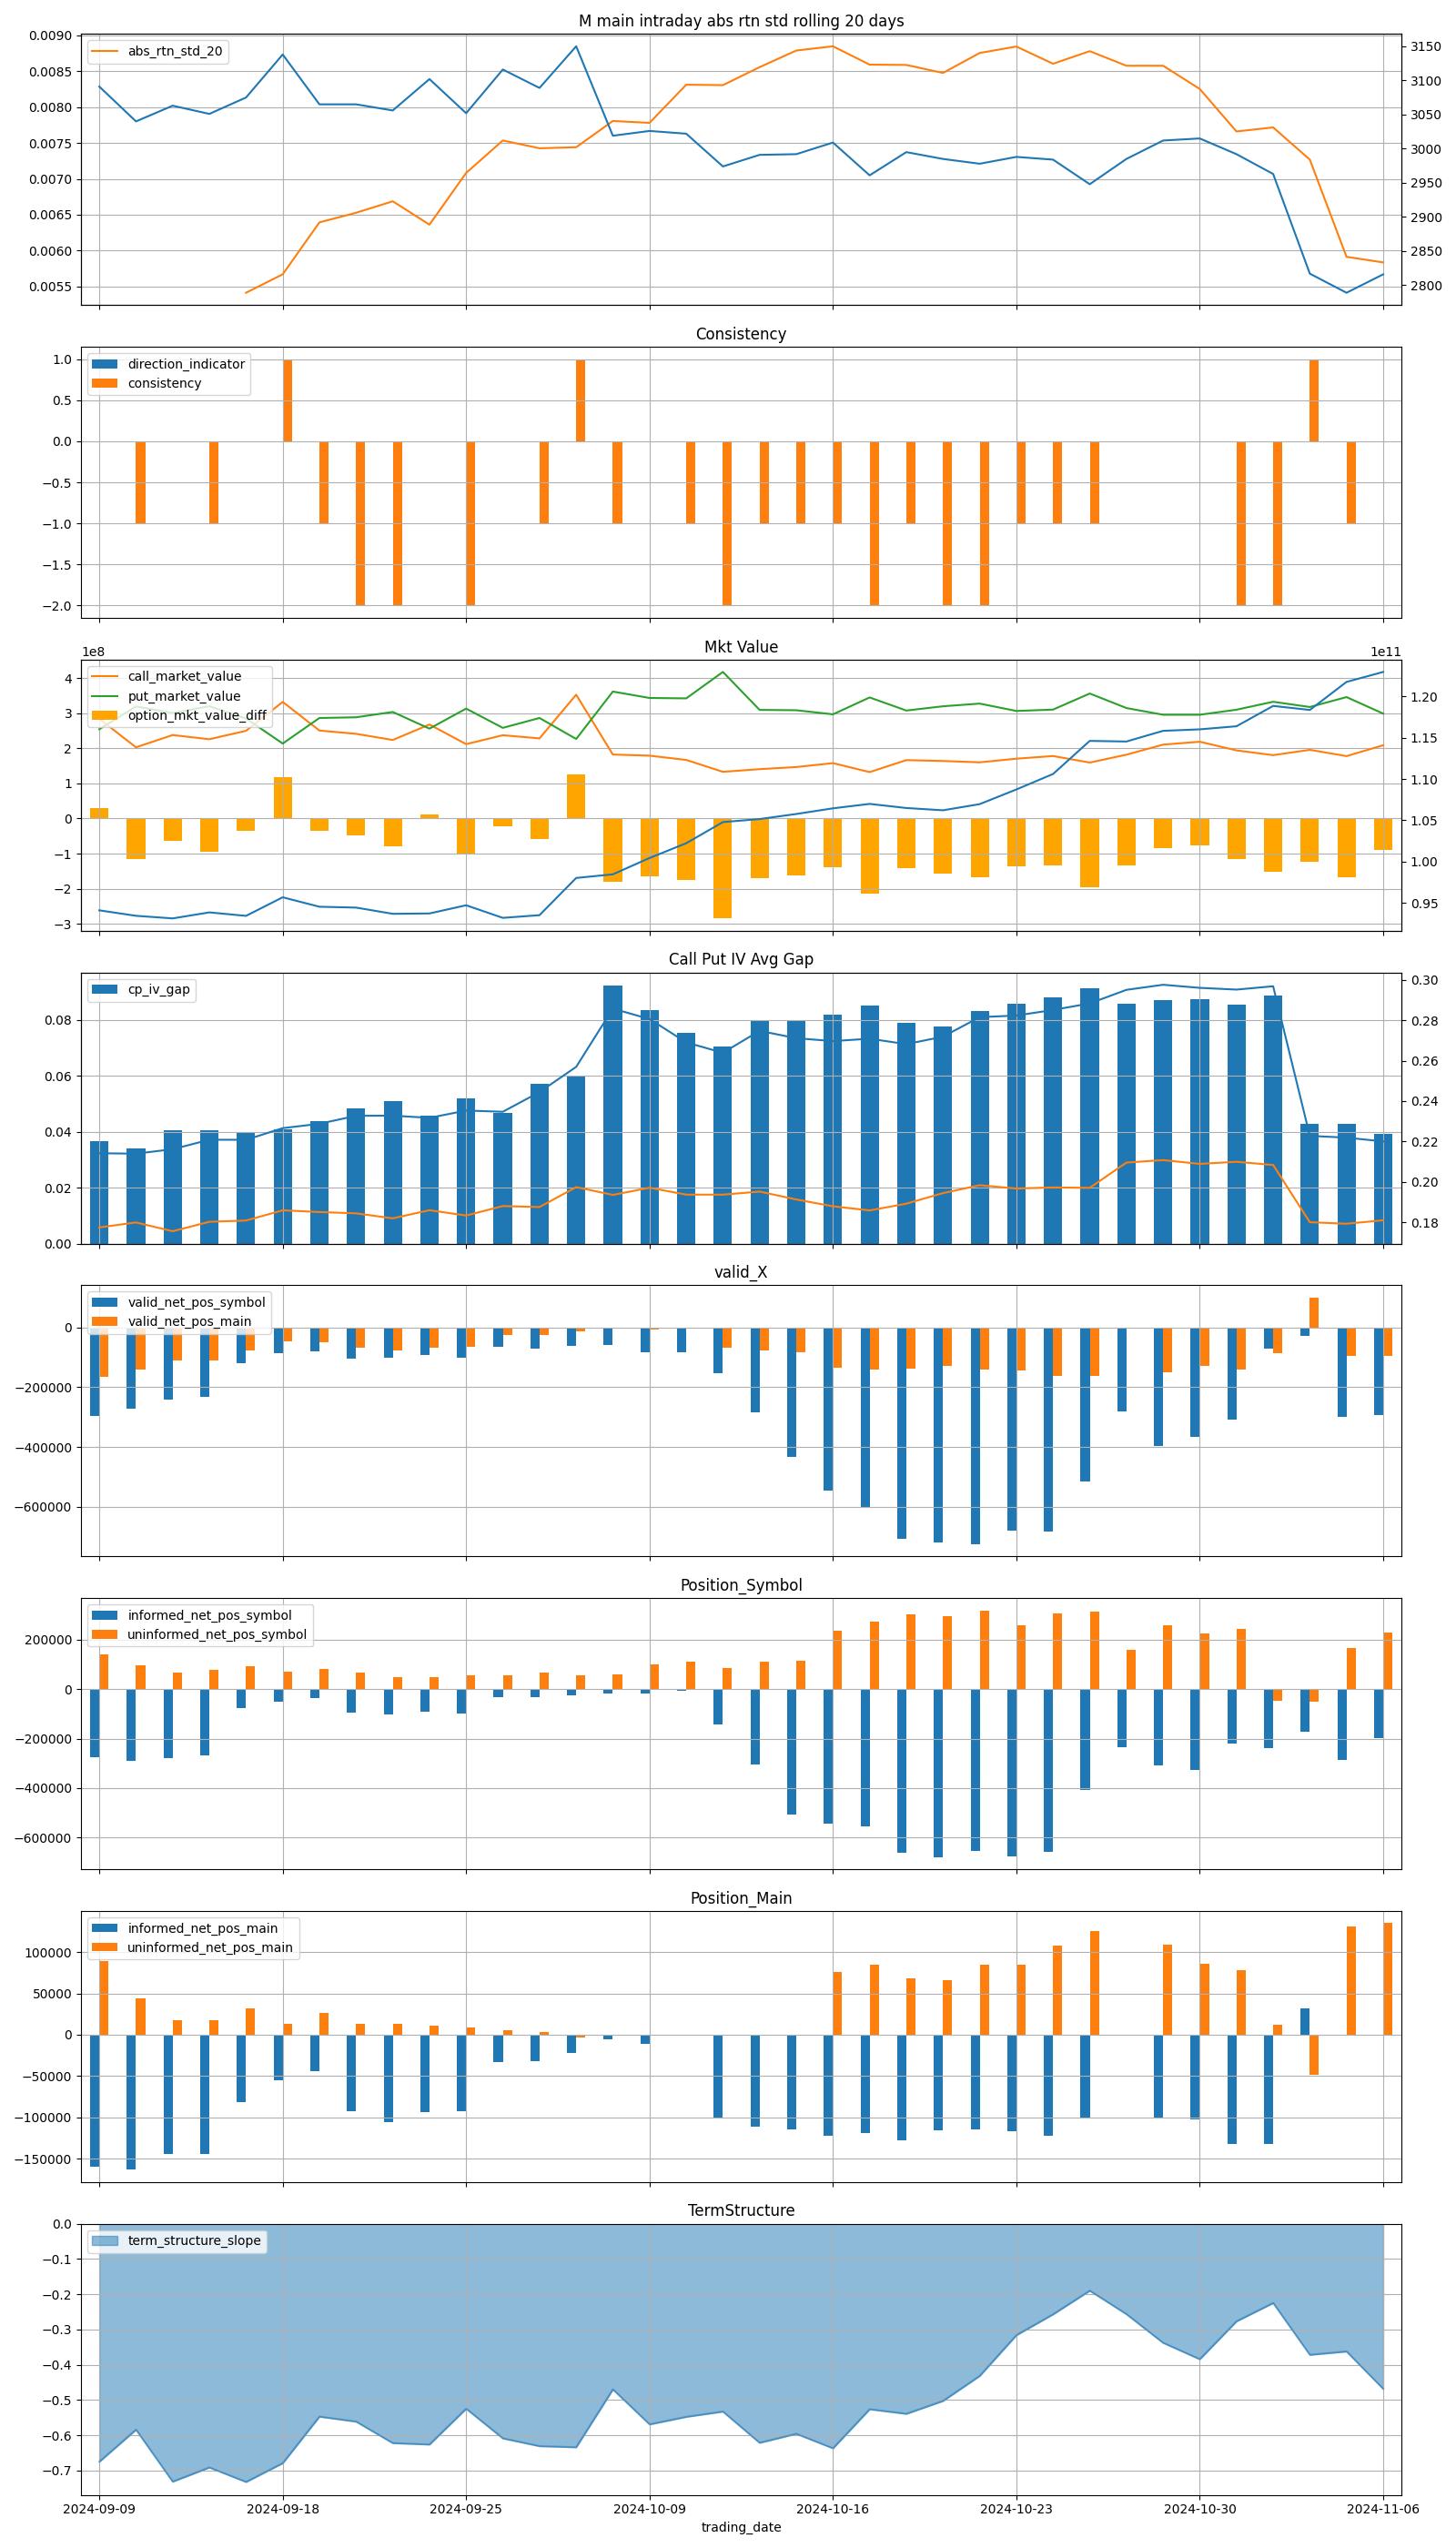 M main intraday abs rtn std rolling 20 days
abs_rtn_std_20
0.0090
0.0085
0.0080
0.0075
0.0070
0.0065
0.0060
0.0055
3150
3100
3050
3000
2950
2900
2850
2800
Consistency
direction_indicator
consistency
1.0
0.5
0.0
−0.5
−1.0
−1.5
−2.0
Mkt Value
1e8
1e11
call_market_value
put_market_value
option_mkt_value_diff
4
3
2
1
0
−1
−2
−3
1.20
1.15
1.10
1.05
1.00
0.95
Call Put IV Avg Gap
cp_iv_gap
0.08
0.06
0.04
0.02
0.00
0.30
0.28
0.26
0.24
0.22
0.20
0.18
valid_X
valid_net_pos_symbol
valid_net_pos_main
0
−200000
−400000
−600000
Position_Symbol
informed_net_pos_symbol
uninformed_net_pos_symbol
200000
0
−200000
−400000
−600000
Position_Main
informed_net_pos_main
uninformed_net_pos_main
100000
50000
0
−50000
−100000
−150000
TermStructure
term_structure_slope
0.0
−0.1
−0.2
−0.3
−0.4
−0.5
−0.6
−0.7
2024-09-09 2024-09-18 2024-09-25 2024-10-09 2024-10-16 2024-10-23 2024-10-30 2024-11-06
trading_date